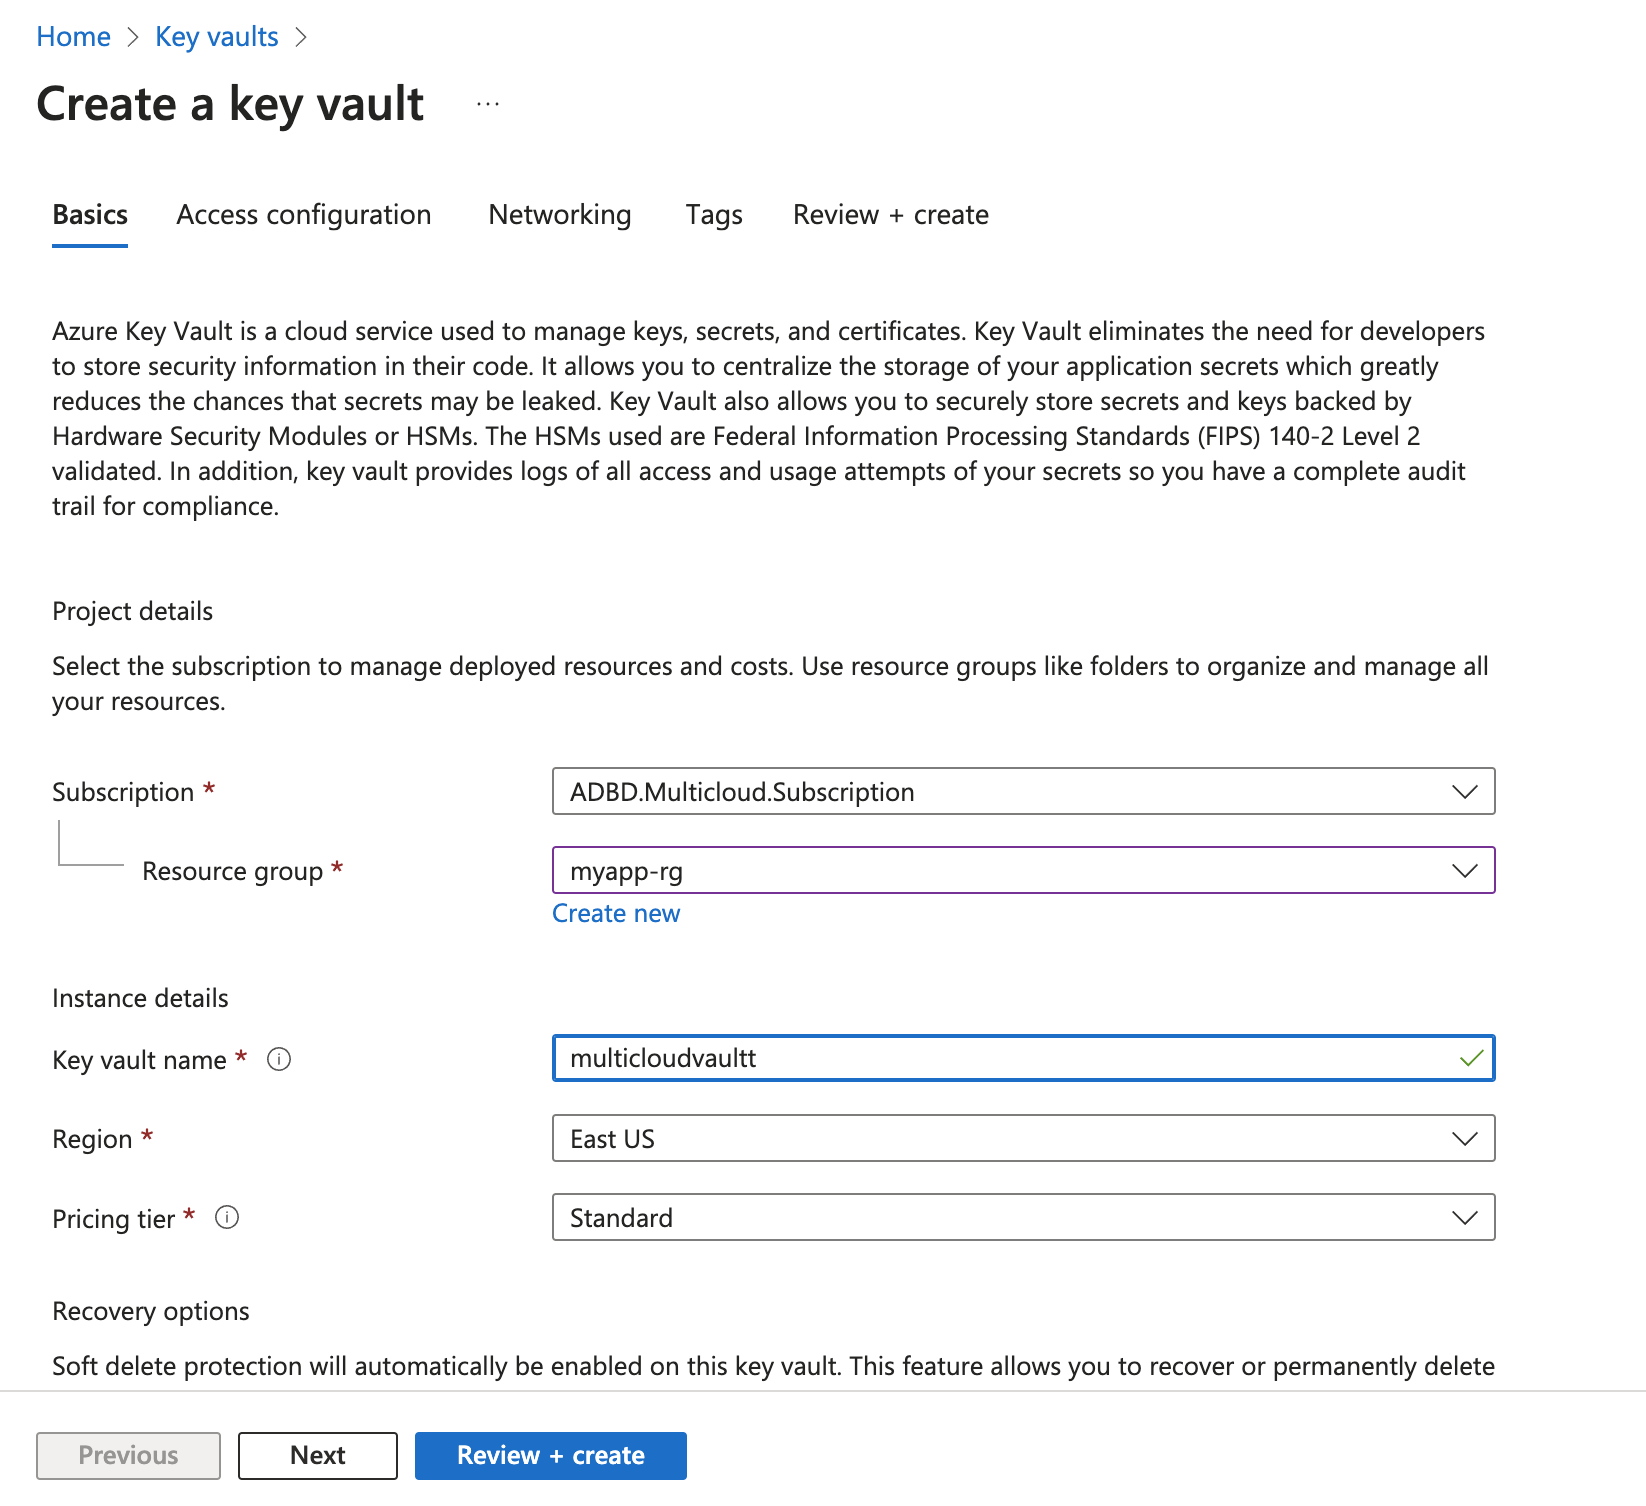 Home > Key vaults >
Create a key vault ...
Basics Access configuration Networking Tags Review + create
Azure Key Vault is a cloud service used to manage keys, secrets, and certificates. Key Vault eliminates the need for developers
to store security information in their code. It allows you to centralize the storage of your application secrets which greatly
reduces the chances that secrets may be leaked. Key Vault also allows you to securely store secrets and keys backed by
Hardware Security Modules or HSMs. The HSMs used are Federal Information Processing Standards (FIPS) 140-2 Level 2
validated. In addition, key vault provides logs of all access and usage attempts of your secrets so you have a complete audit
trail for compliance.
Project details
Select the subscription to manage deployed resources and costs. Use resource groups like folders to organize and manage all
your resources.
Subscription * ADBD.Multicloud.Subscription
Resource group * myapp-rg
Create new
Instance details
Key vault name * multicloudvaultt
Region * East US
Pricing tier * Standard
Recovery options
Soft delete protection will automatically be enabled on this key vault. This feature allows you to recover or permanently delete
Previous Next Review + create